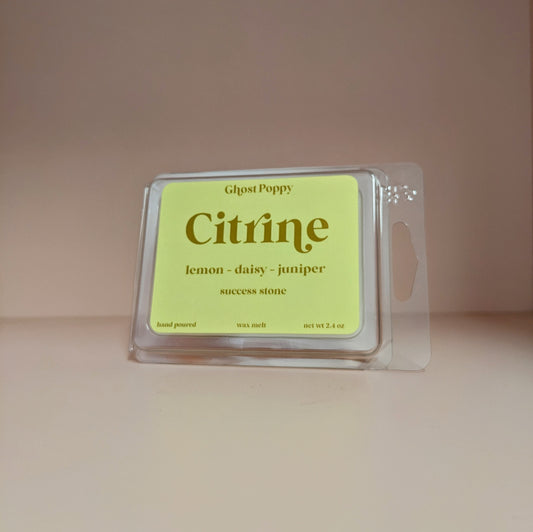 Ghost Poppy
Citrine
lemon - daisy - juniper
success stone
hand poured wax melt net wt 2.4 oz